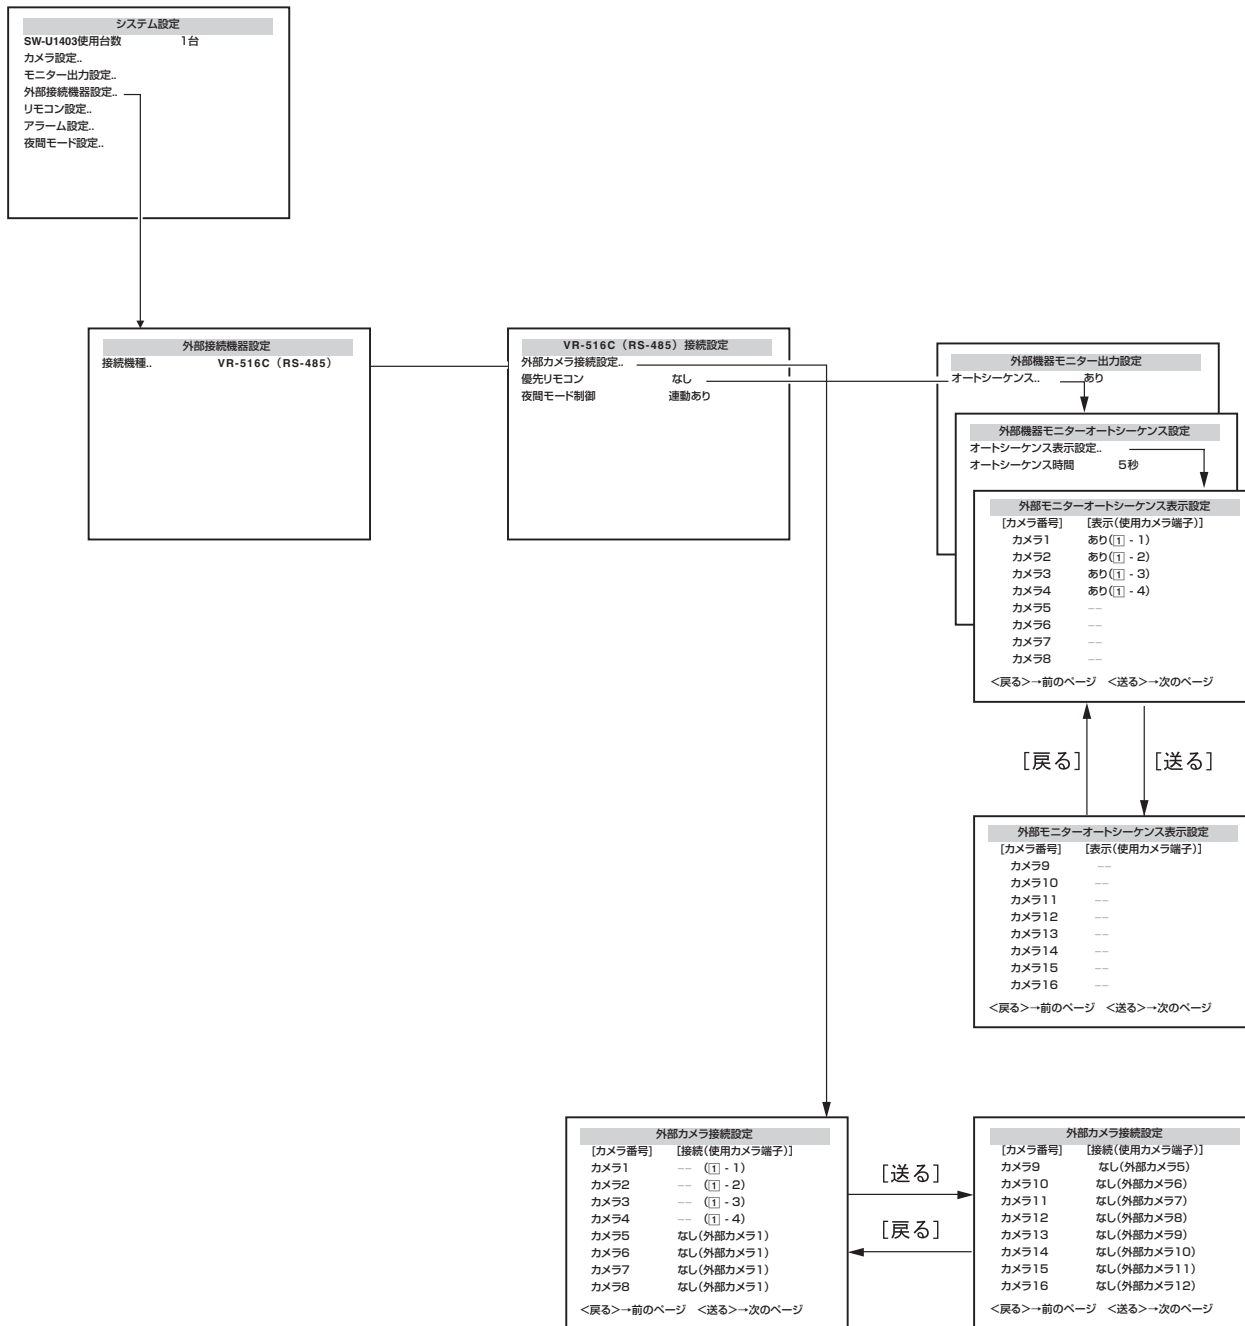 システム設定
SW-U1403使用台数 1台
カメラ設定..
モニター出力設定..
外部接続機器設定..
リモコン設定..
アラーム設定..
夜間モード設定..
外部接続機器設定
接続機種.. VR-516C（RS-485）
VR-516C（RS-485）接続設定
外部カメラ接続設定..
優先リモコン なし
夜間モード制御 連動あり
外部機器モニター出力設定
オートシーケンス.. あり
外部機器モニターオートシーケンス設定
オートシーケンス表示設定..
オートシーケンス時間 5秒
外部モニターオートシーケンス表示設定
[カメラ番号] [表示(使用カメラ端子)]
カメラ1 あり(1 - 1)
カメラ2 あり(1 - 2)
カメラ3 あり(1 - 3)
カメラ4 あり(1 - 4)
カメラ5 −−
カメラ6 −−
カメラ7 −−
カメラ8 −−
<戻る>→前のページ <送る>→次のページ
[戻る] [送る]
外部モニターオートシーケンス表示設定
[カメラ番号] [表示(使用カメラ端子)]
カメラ9 −−
カメラ10 −−
カメラ11 −−
カメラ12 −−
カメラ13 −−
カメラ14 −−
カメラ15 −−
カメラ16 −−
<戻る>→前のページ <送る>→次のページ
外部カメラ接続設定
[カメラ番号] [接続(使用カメラ端子)]
カメラ1 −− (1 - 1)
カメラ2 −− (1 - 2)
カメラ3 −− (1 - 3)
カメラ4 −− (1 - 4)
カメラ5 なし(外部カメラ1)
カメラ6 なし(外部カメラ1)
カメラ7 なし(外部カメラ1)
カメラ8 なし(外部カメラ1)
<戻る>→前のページ <送る>→次のページ
[送る]
[戻る]
外部カメラ接続設定
[カメラ番号] [接続(使用カメラ端子)]
カメラ9 なし(外部カメラ5)
カメラ10 なし(外部カメラ6)
カメラ11 なし(外部カメラ7)
カメラ12 なし(外部カメラ8)
カメラ13 なし(外部カメラ9)
カメラ14 なし(外部カメラ10)
カメラ15 なし(外部カメラ11)
カメラ16 なし(外部カメラ12)
<戻る>→前のページ <送る>→次のページ